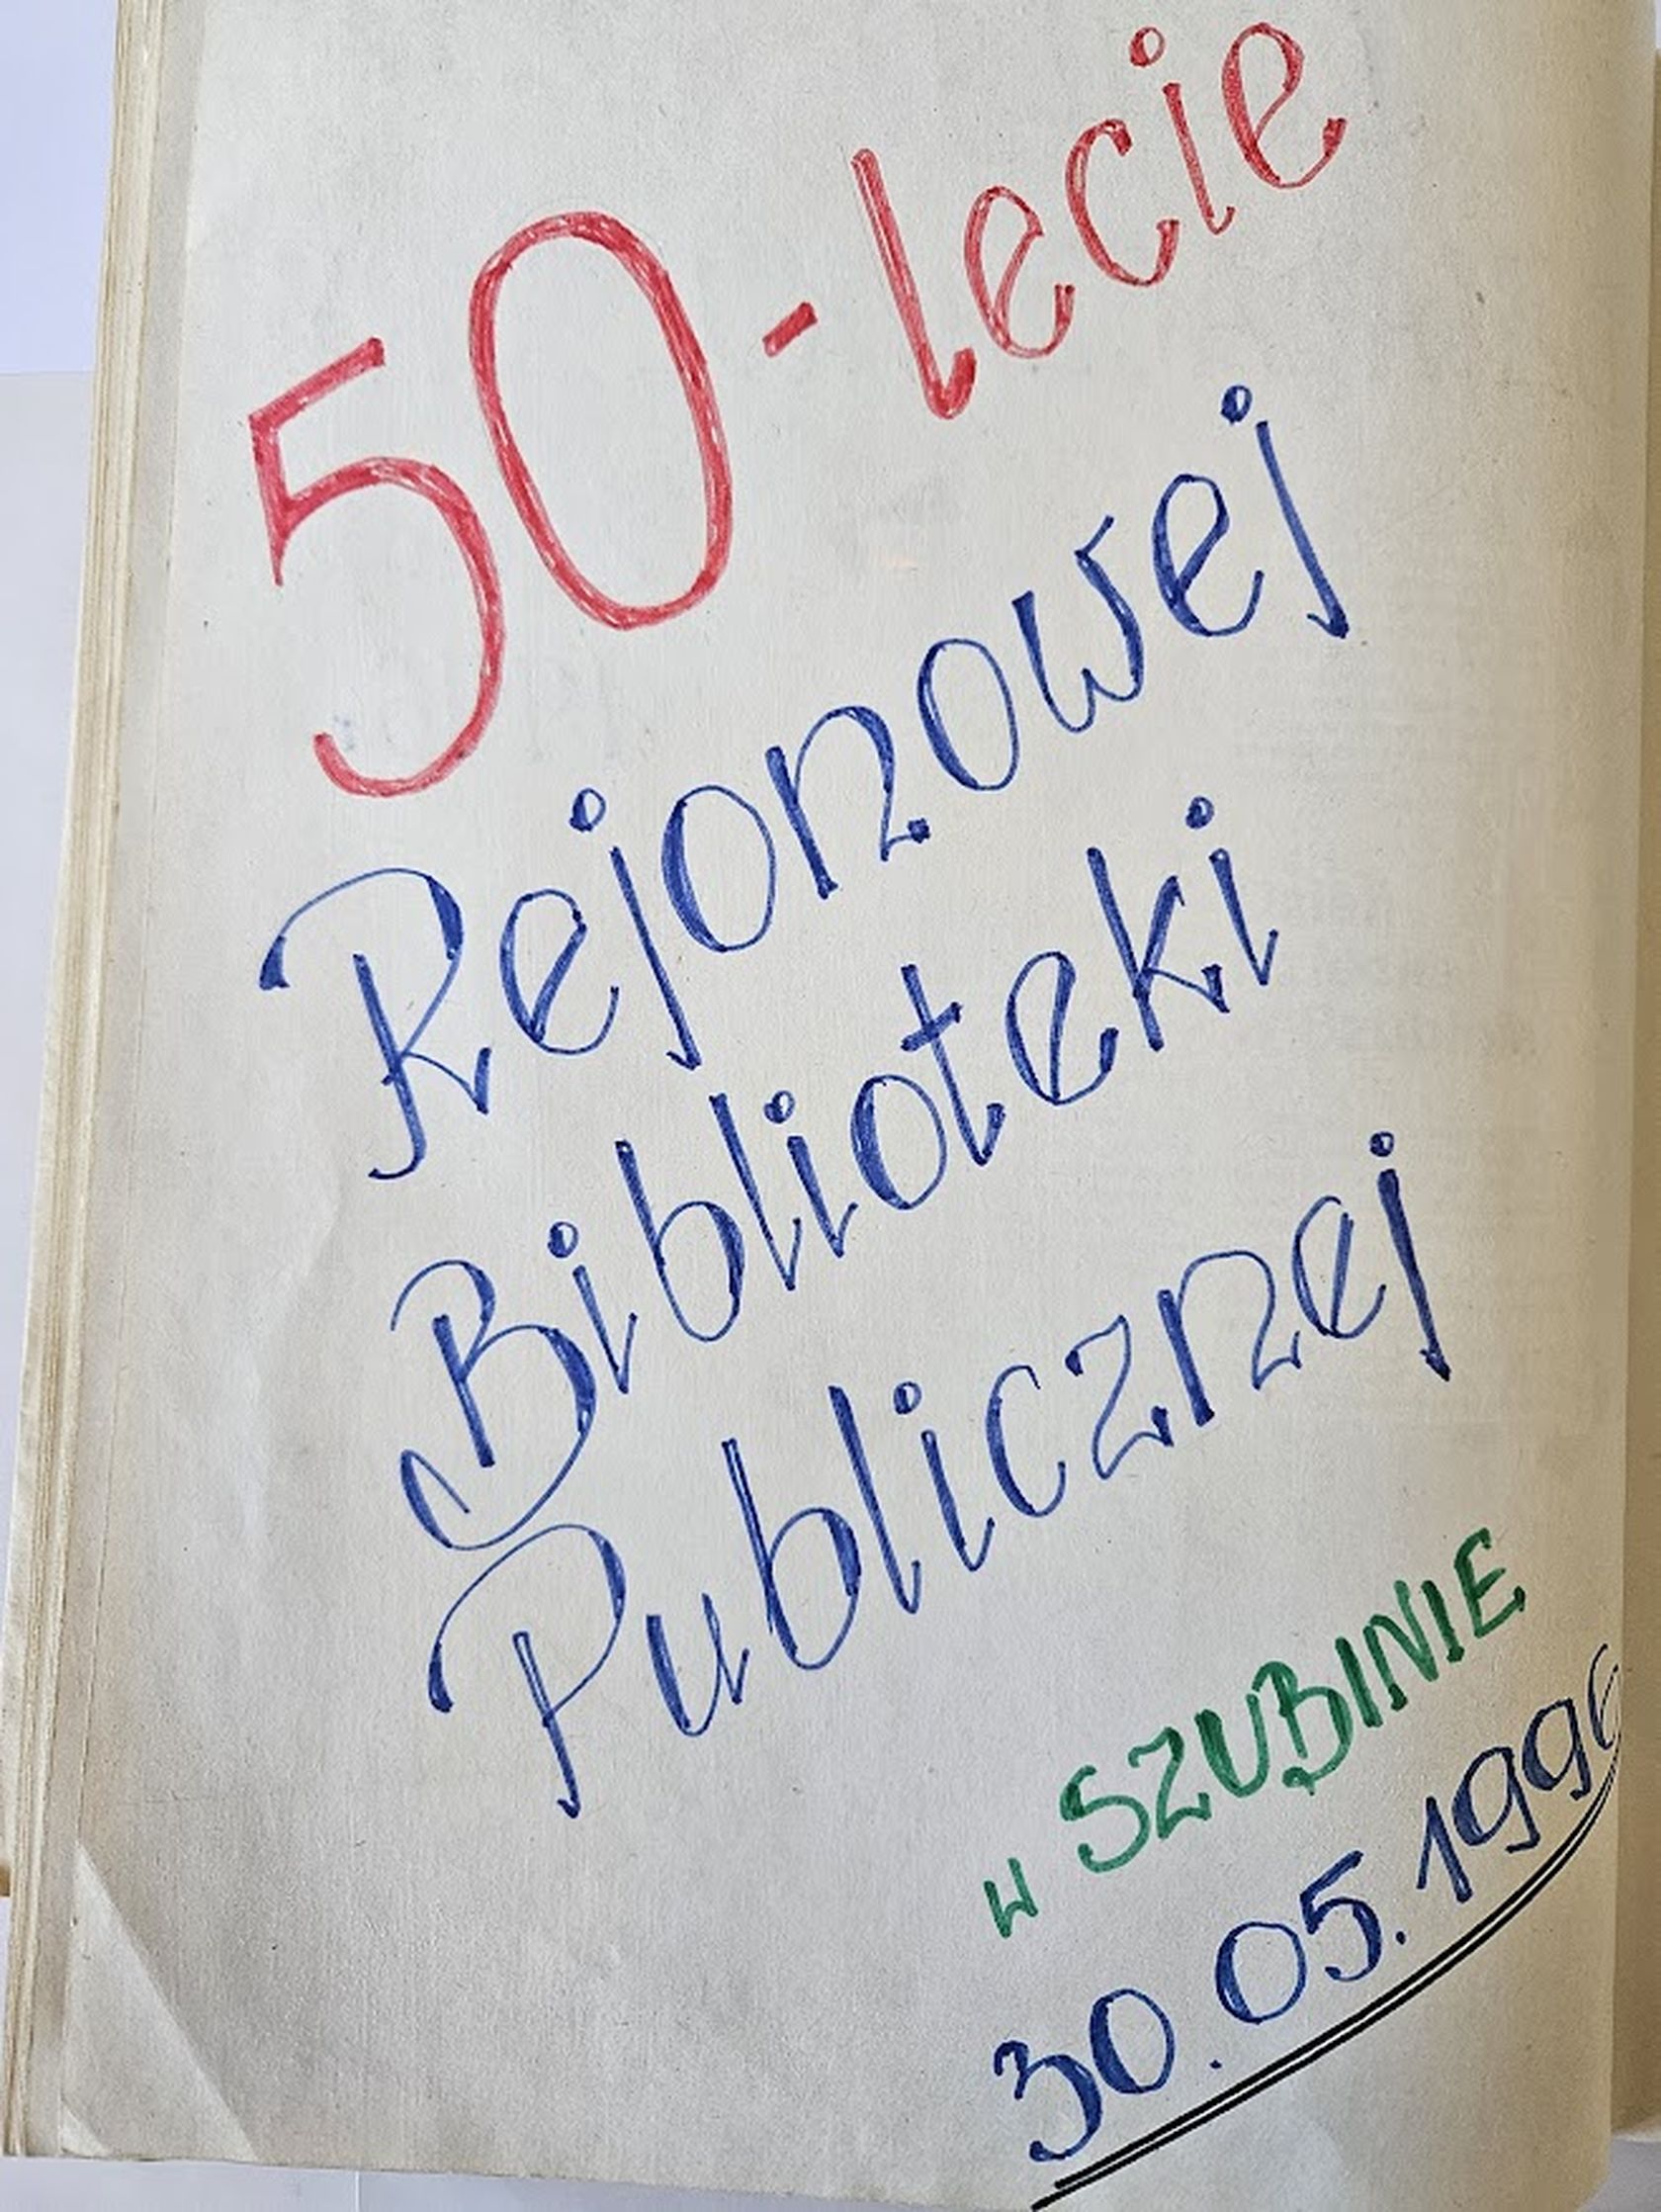 50-lecie
Rejonowej
Biblioteki
Publicznej
w SZUBINIE
30.05.1996